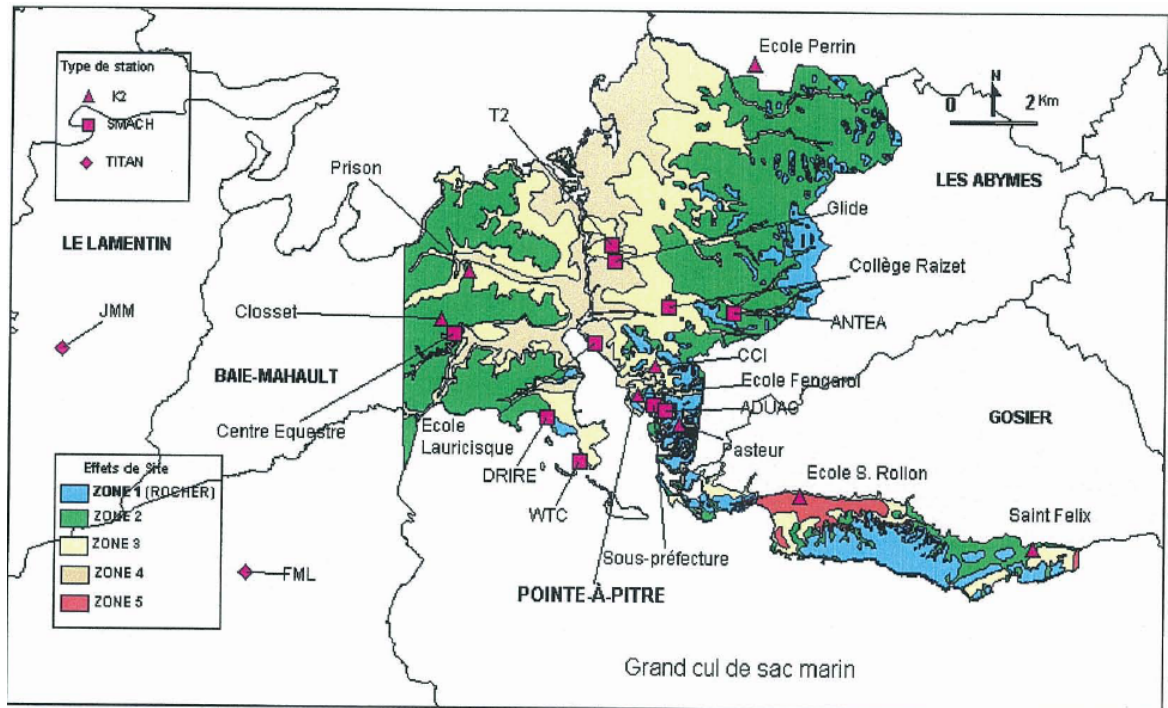 Ecole Perrin
Type de station
K2
SMACH
TITAN
N
0 2 Km
T2
Prison
LES ABYMES
Glide
LE LAMENTIN
Collège Raizet
JMM
Closset
ANTEA
CCI
BAIE-MAHAULT
Ecole Fengarol
ADUAG
GOSIER
Centre Equestre
Ecole
Lauricisque
Pasteur
DRIRE
Ecole S. Rollon
Effets de Site
ZONE 1 (ROCHER)
ZONE 2
ZONE 3
ZONE 4
ZONE 5
WTC
Saint Felix
Sous-préfecture
FML
POINTE-À-PITRE
Grand cul de sac marin